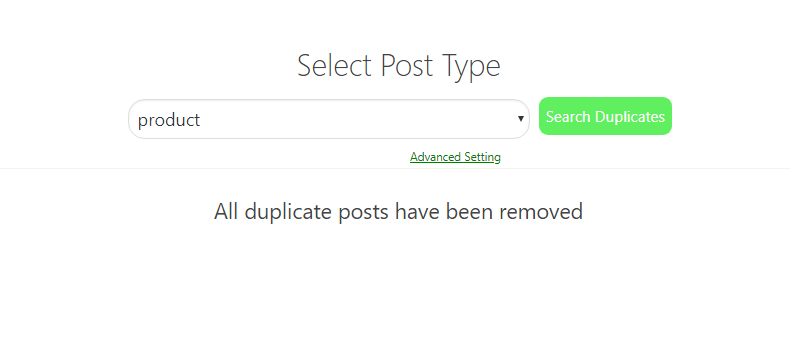 Select Post Type
product
Search Duplicates
Advanced Setting
All duplicate posts have been removed